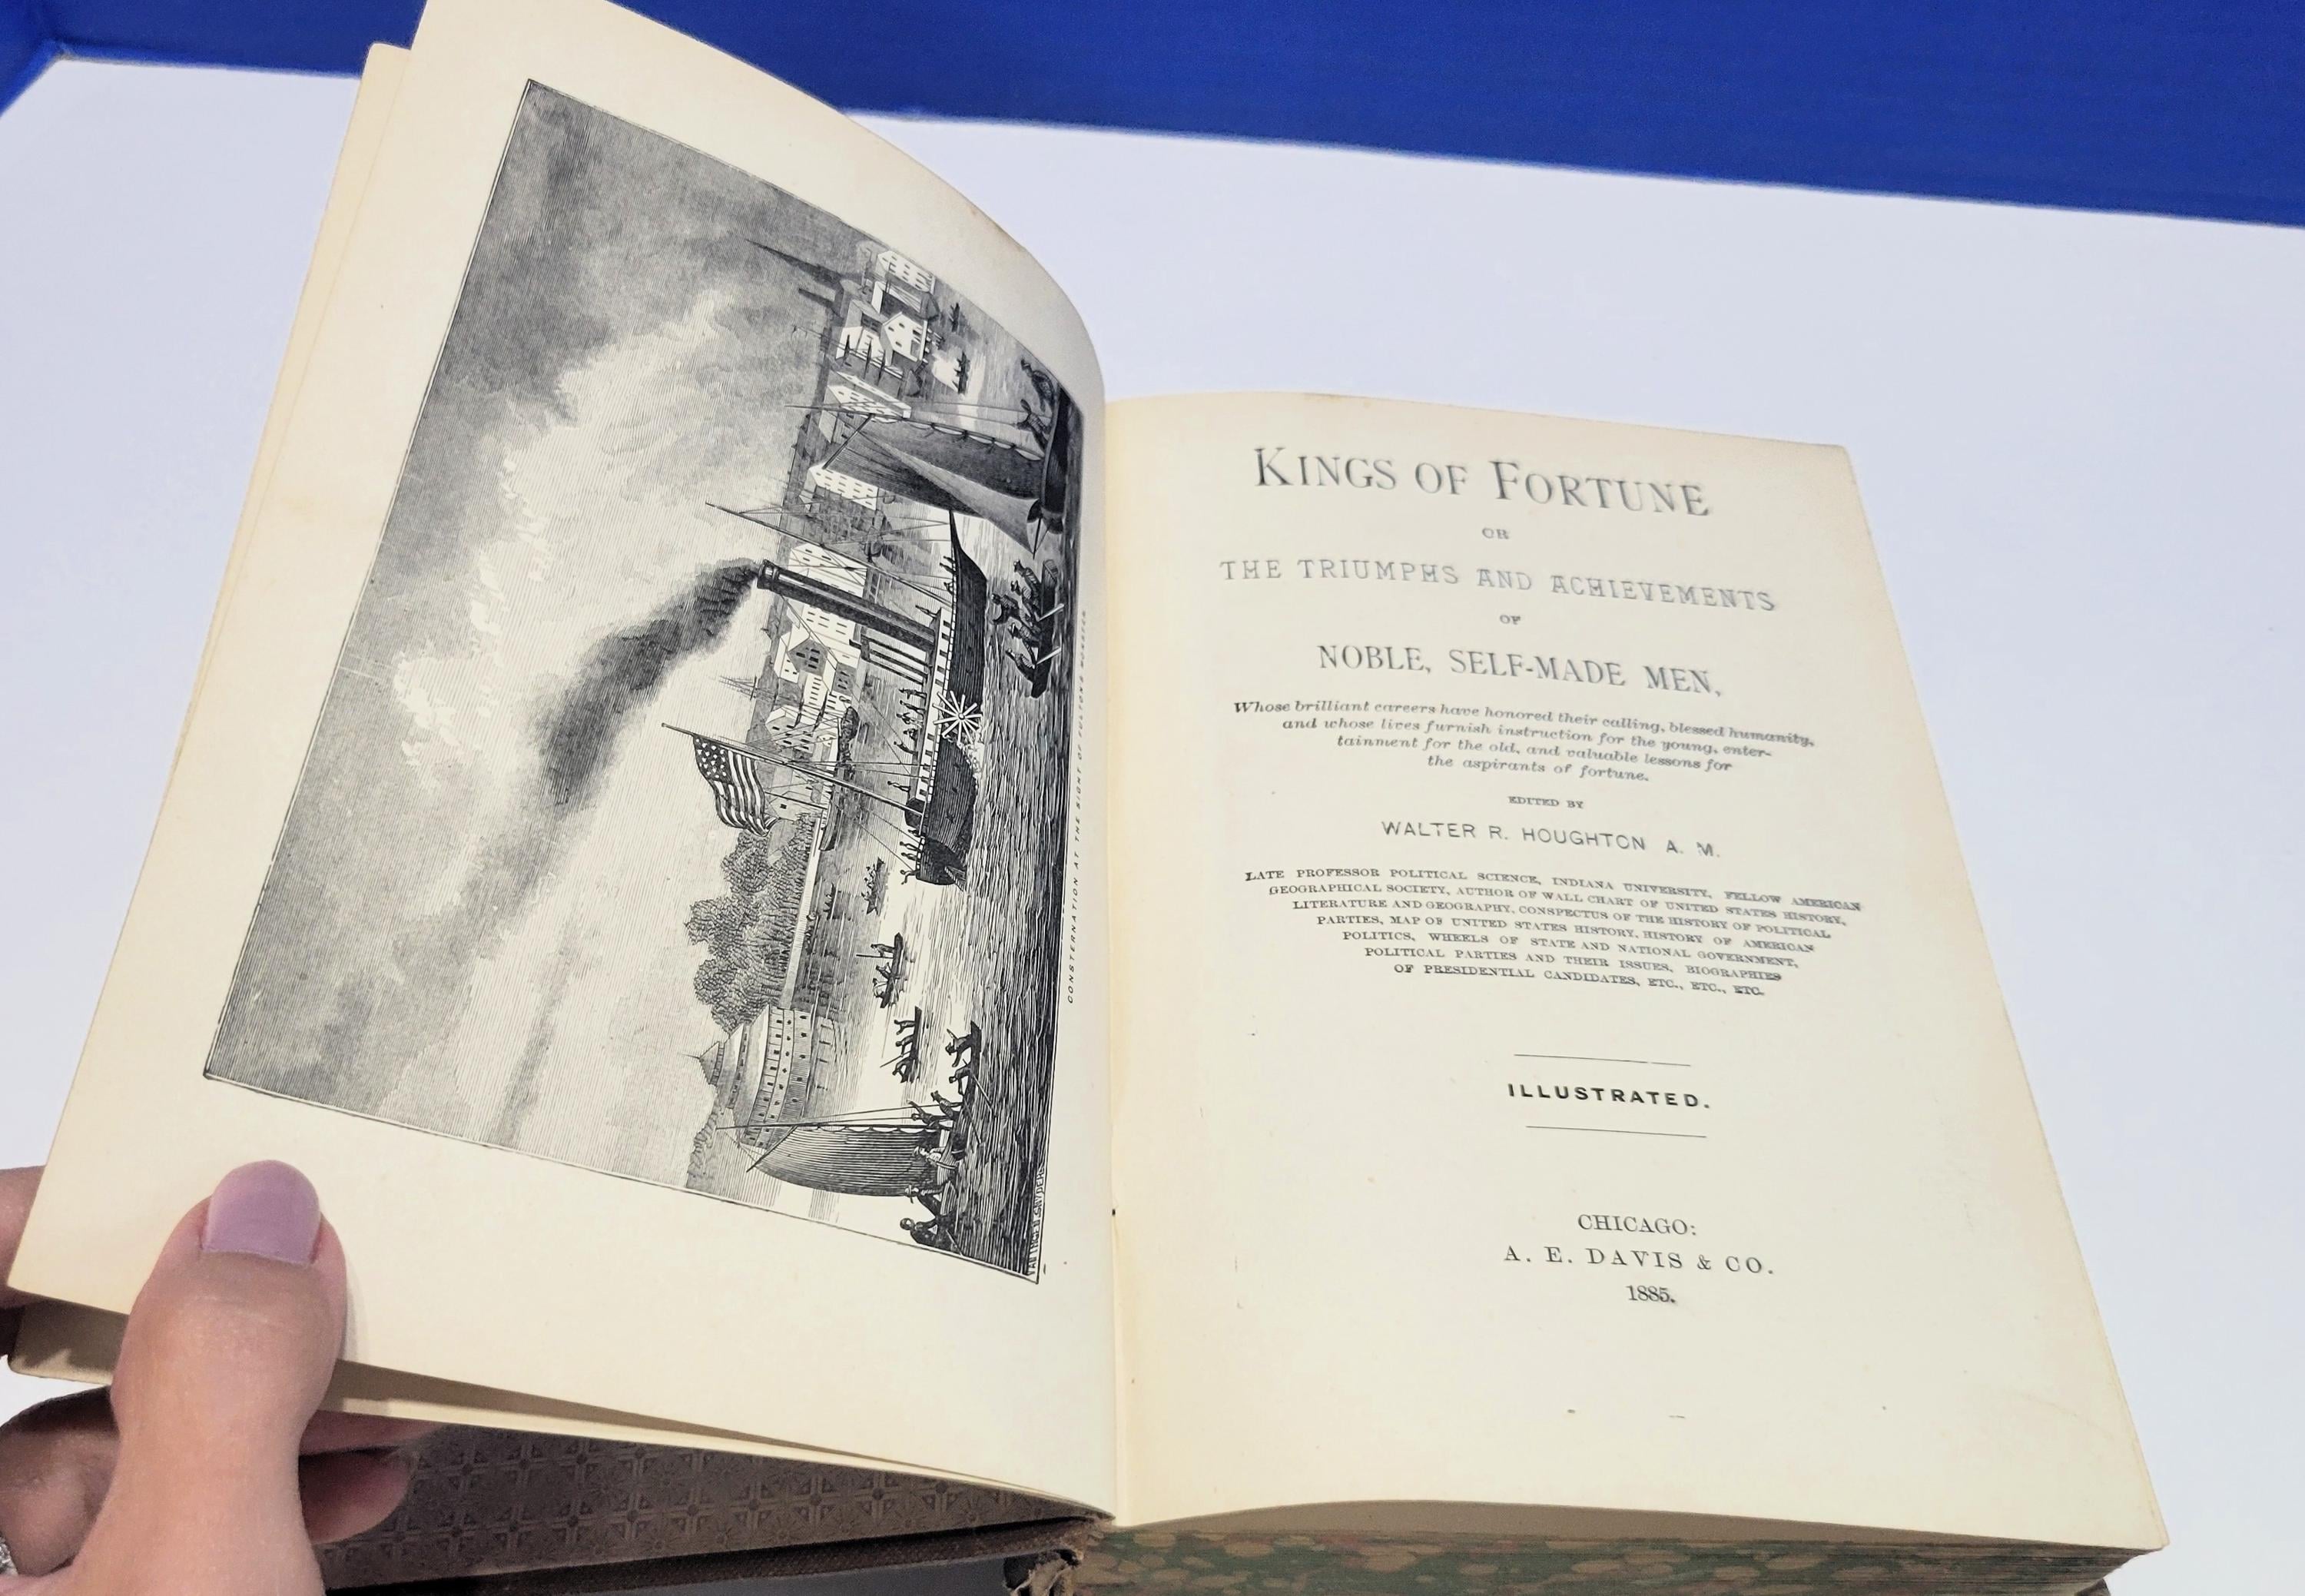 CONSTERNATION AT THE SIGHT OF FULTON'S MONSTER
KINGS OF FORTUNE
OR
THE TRIUMPHS AND ACHIEVEMENTS
OF
NOBLE, SELF-MADE MEN,
Whose brilliant careers have honored their calling, blessed humanity,
and whose lives furnish instruction for the young, enter-
tainment for the old, and valuable lessons for
the aspirants of fortune.
EDITED BY
WALTER R. HOUGHTON A. M.
LATE PROFESSOR POLITICAL SCIENCE, INDIANA UNIVERSITY, FELLOW AMERICAN
GEOGRAPHICAL SOCIETY, AUTHOR OF WALL CHART OF UNITED STATES HISTORY,
LITERATURE AND GEOGRAPHY, CONSPECTUS OF THE HISTORY OF POLITICAL
PARTIES, MAP OF UNITED STATES HISTORY, HISTORY OF AMERICAN
POLITICS, WHEELS OF STATE AND NATIONAL GOVERNMENT,
POLITICAL PARTIES AND THEIR ISSUES, BIOGRAPHIES
OF PRESIDENTIAL CANDIDATES, ETC., ETC., ETC.
ILLUSTRATED.
CHICAGO:
A. E. DAVIS & CO.
1885.